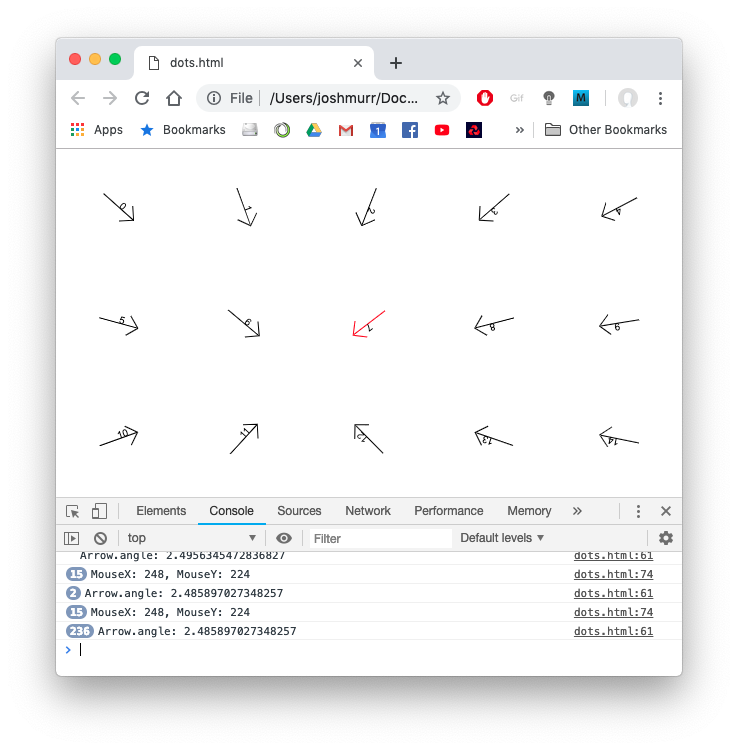 dots.html
File /Users/joshmurr/Doc...
Gif M
Apps Bookmarks 1 Other Bookmarks
0 1 2 3 4
5 6 7 8 9
10 11 12 13 14
Elements Console Sources Network Performance Memory
top Filter Default levels
Arrow.angle: 2.4956345472836827 dots.html:61
15 MouseX: 248, MouseY: 224 dots.html:74
2 Arrow.angle: 2.485897027348257 dots.html:61
15 MouseX: 248, MouseY: 224 dots.html:74
236 Arrow.angle: 2.485897027348257 dots.html:61